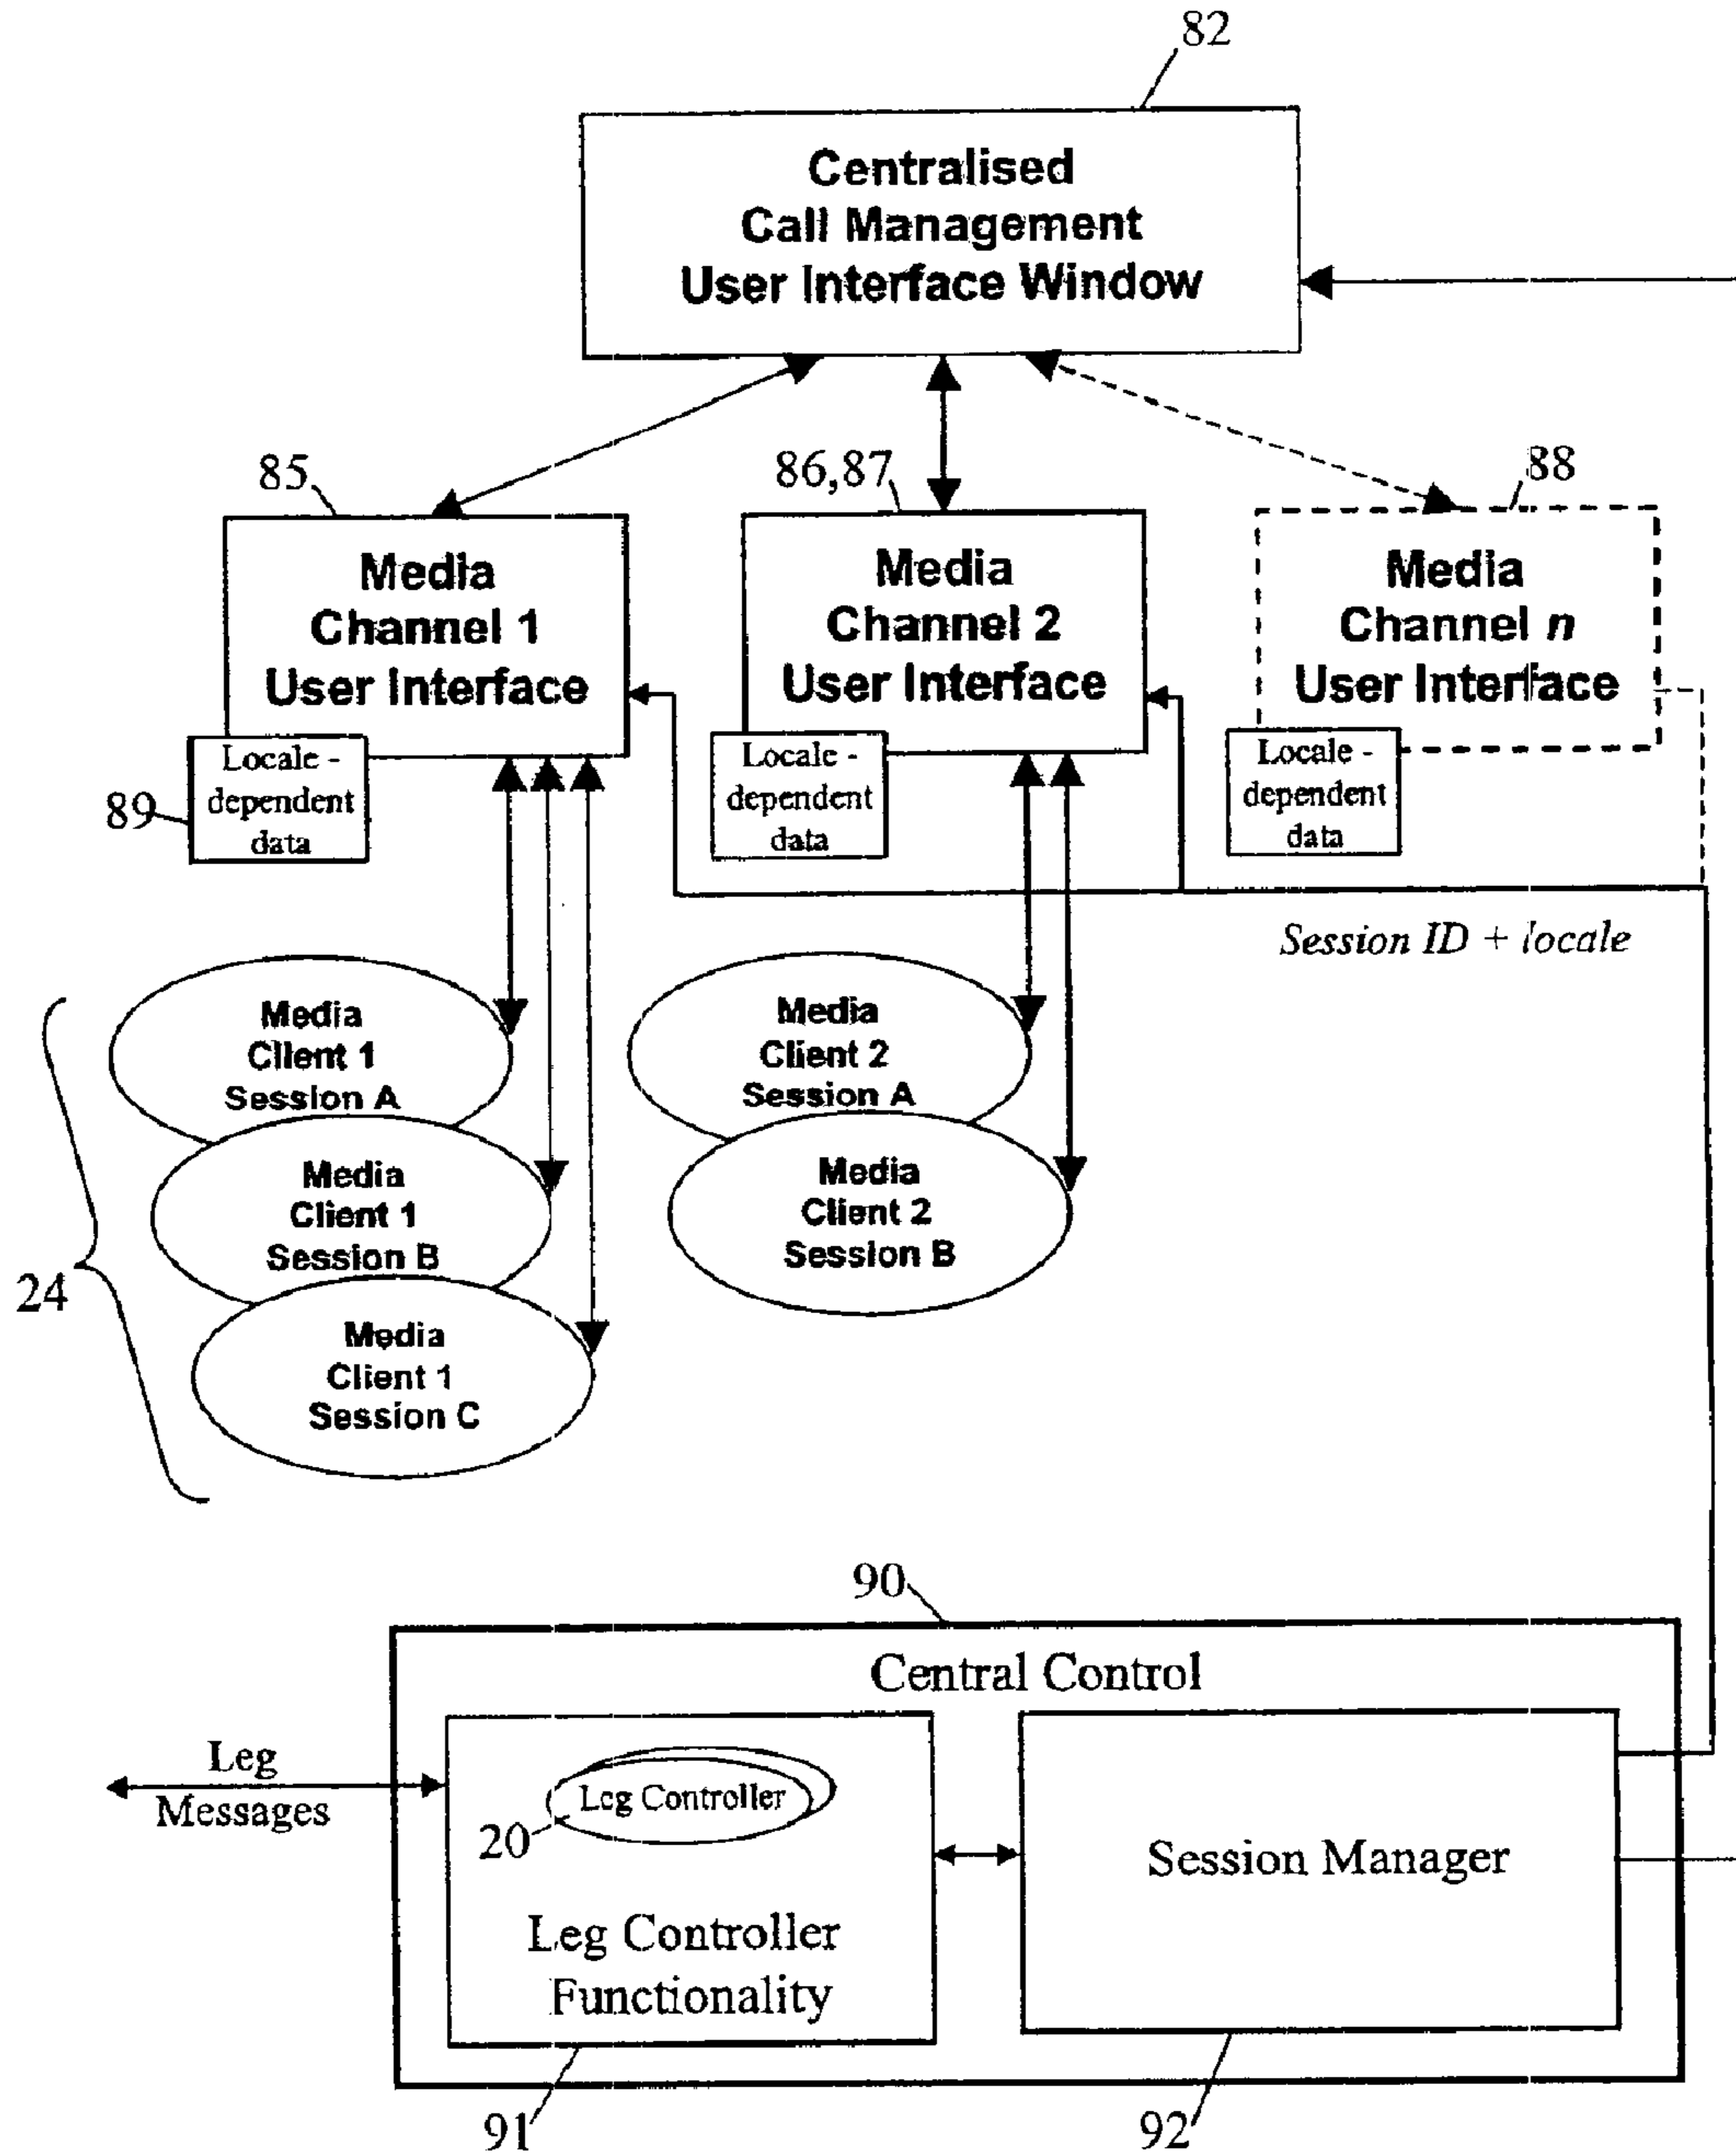 82
Centralised
Call Management
User Interface Window
85
86,87
88
Media
Channel 1
User Interface
Media
Channel 2
User Interface
Media
Channel n
User Interface
89
Locale -
dependent
data
Locale -
dependent
data
Locale -
dependent
data
Session ID + locale
24
Media
Client 1
Session A
Media
Client 1
Session B
Media
Client 1
Session C
Media
Client 2
Session A
Media
Client 2
Session B
90
Central Control
Leg
Messages
Leg Controller
20
Leg Controller
Functionality
Session Manager
91
92